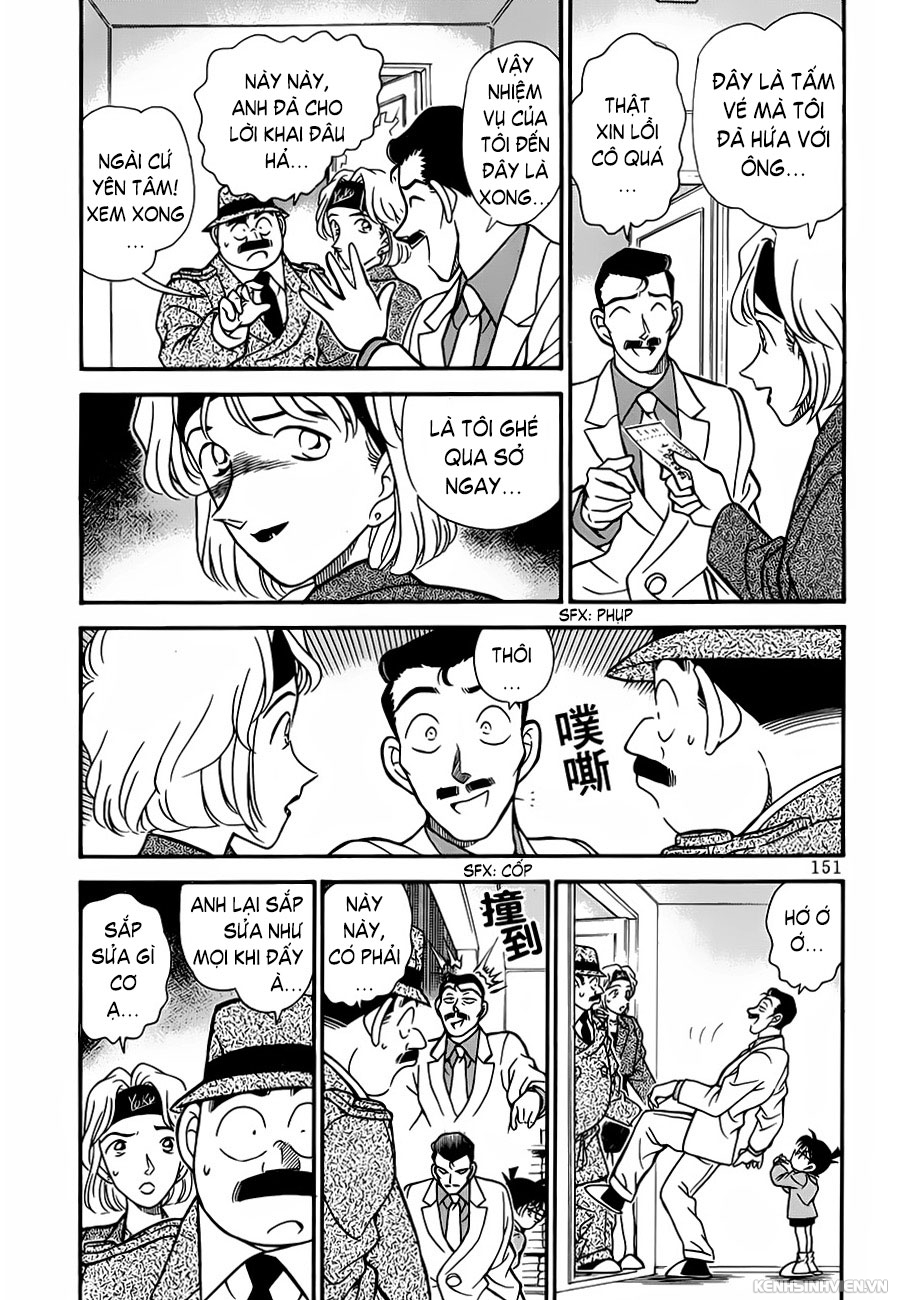 ĐÂY LÀ TẤM
VÉ MÀ TÔI
ĐÃ HỨA VỚI
ÔNG...
THẬT
XIN LỖI
CÔ QUÁ
...
VẬY
NHIỆM
VỤ CỦA
TÔI ĐẾN
ĐÂY LÀ
XONG...
NÀY NÀY,
ANH ĐÃ CHO
LỜI KHAI ĐÂU
HẢ...
NGÀI CỨ
YÊN TÂM!
XEM XONG
...
LÀ TÔI GHÉ
QUA SỞ
NGAY...
SFX: PHỤP
THÔI
...
噗嘶
SFX: CỐP
151
HỚ Ớ
Ớ...
撞到
NÀY
NÀY,
CÓ PHẢI
...
ANH LẠI SẮP
SỬA NHƯ
MỌI KHI ĐẤY
À...
SẮP
SỬA GÌ
CƠ
Ạ...
Yoko
KENHSINHVIEN.VN